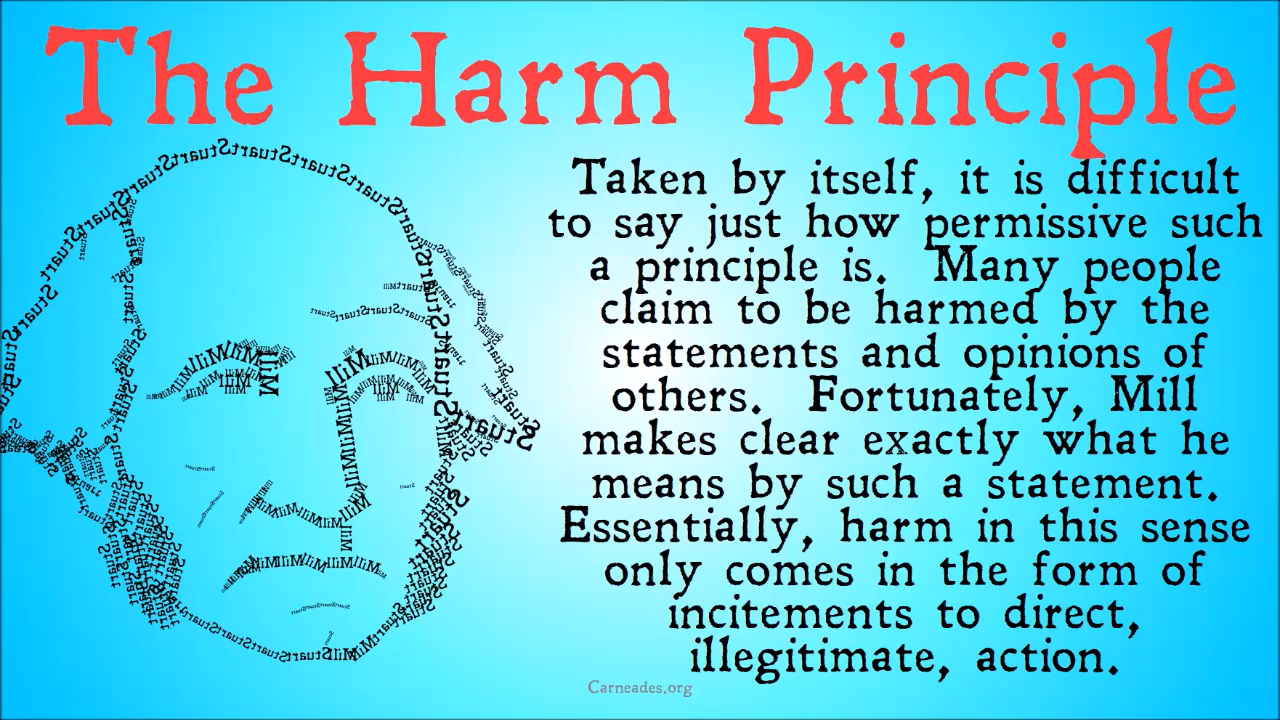 The Harm Principle
Taken by itself, it is difficult
to say just how permissive such
a principle is. Many people
claim to be harmed by the
statements and opinions of
others. Fortunately, Mill
makes clear exactly what he
means by such a statement.
Essentially, harm in this sense
only comes in the form of
incitements to direct,
illegitimate, action.
Carneades.org